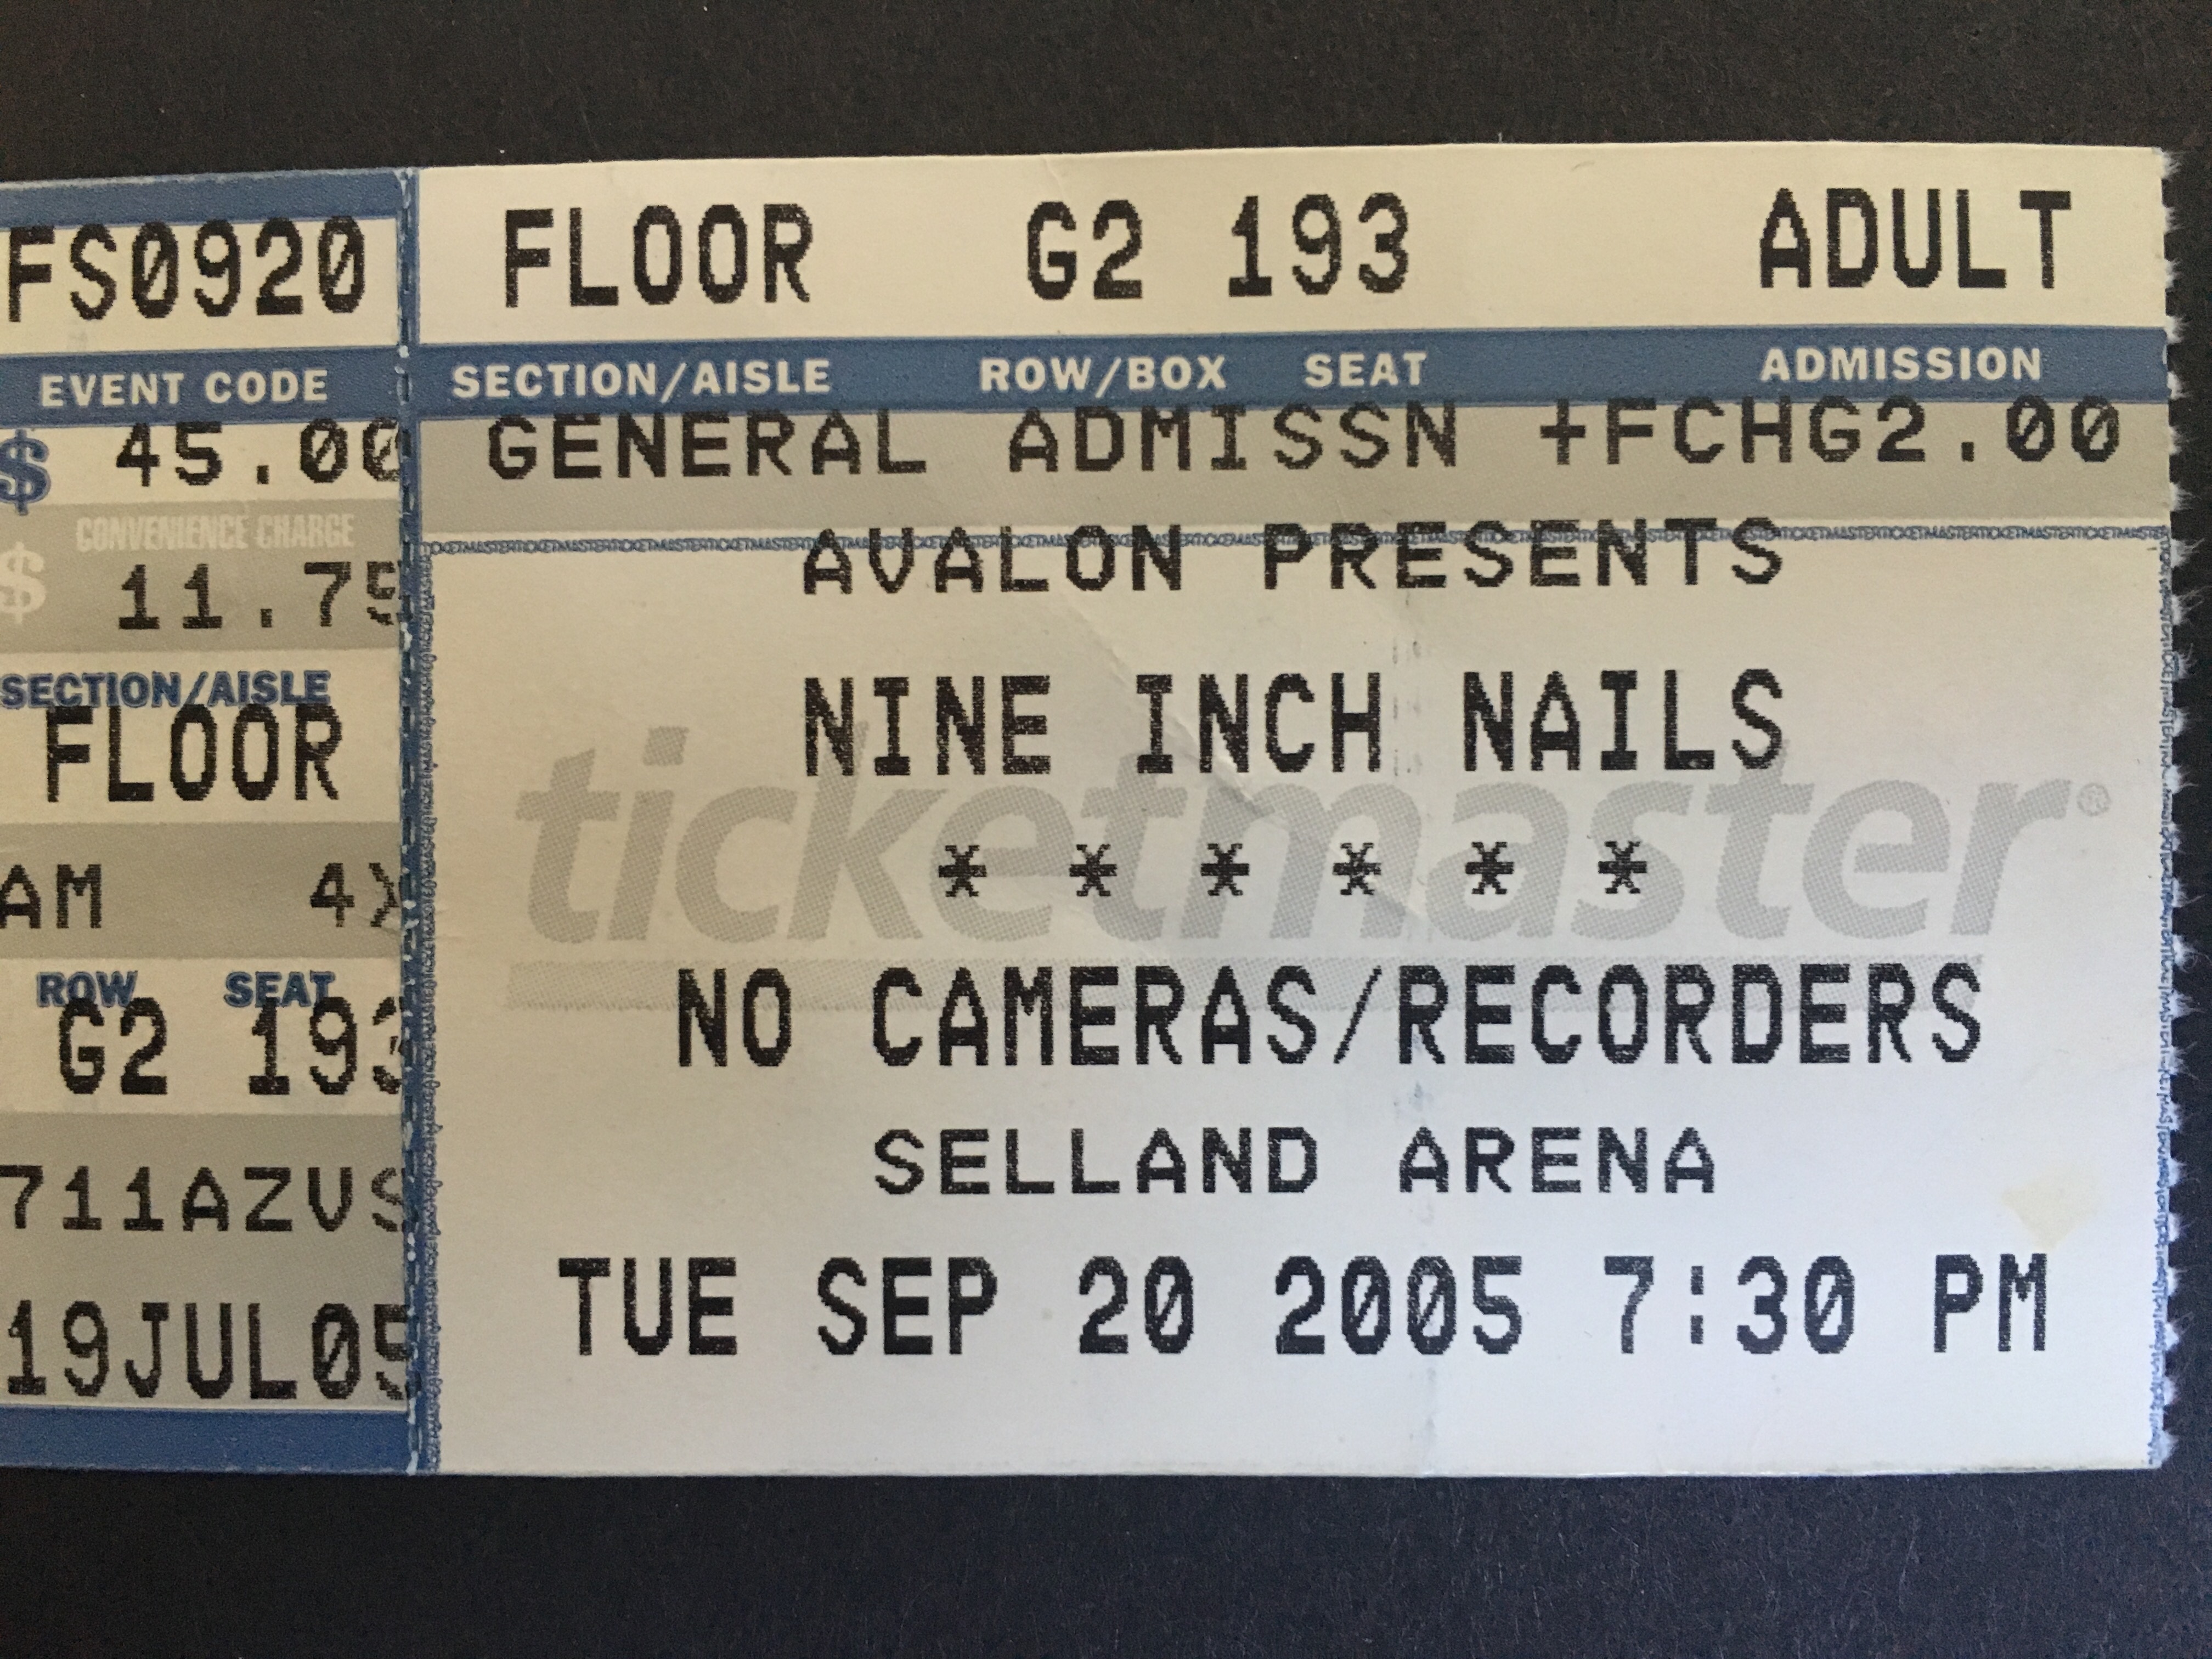 FS0920
EVENT CODE
$ 45.00
CONVENIENCE CHARGE
$ 11.75
SECTION/AISLE
FLOOR
AM 4X
ROW SEAT
G2 193
711AZVS
19JUL05
FLOOR G2 193 ADULT
SECTION/AISLE ROW/BOX SEAT ADMISSION
GENERAL ADMISSN +FCHG2.00
AVALON PRESENTS
NINE INCH NAILS
ticketmaster®
* * * * * *
NO CAMERAS/RECORDERS
SELLAND ARENA
TUE SEP 20 2005 7:30 PM